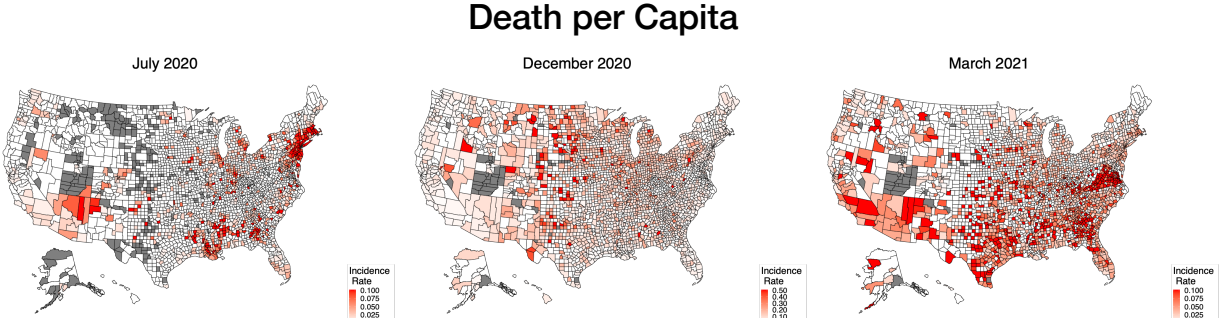 Death per Capita
July 2020
December 2020
March 2021
Incidence
Rate
0.100
0.075
0.050
0.025
Incidence
Rate
0.50
0.40
0.30
0.20
0.10
Incidence
Rate
0.100
0.075
0.050
0.025